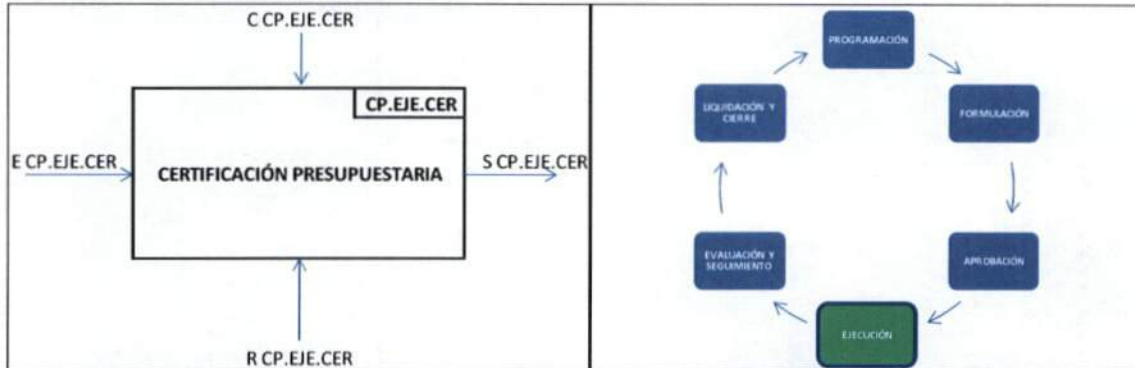 C CP.EJE.CER
CP.EJE.CER
E CP.EJE.CER
CERTIFICACIÓN PRESUPUESTARIA
S CP.EJE.CER
R CP.EJE.CER
PROGRAMACIÓN
LIQUIDACIÓN Y
CIERRE
FORMULACIÓN
EVALUACIÓN Y
SEGUIMIENTO
APROBACIÓN
EJECUCIÓN